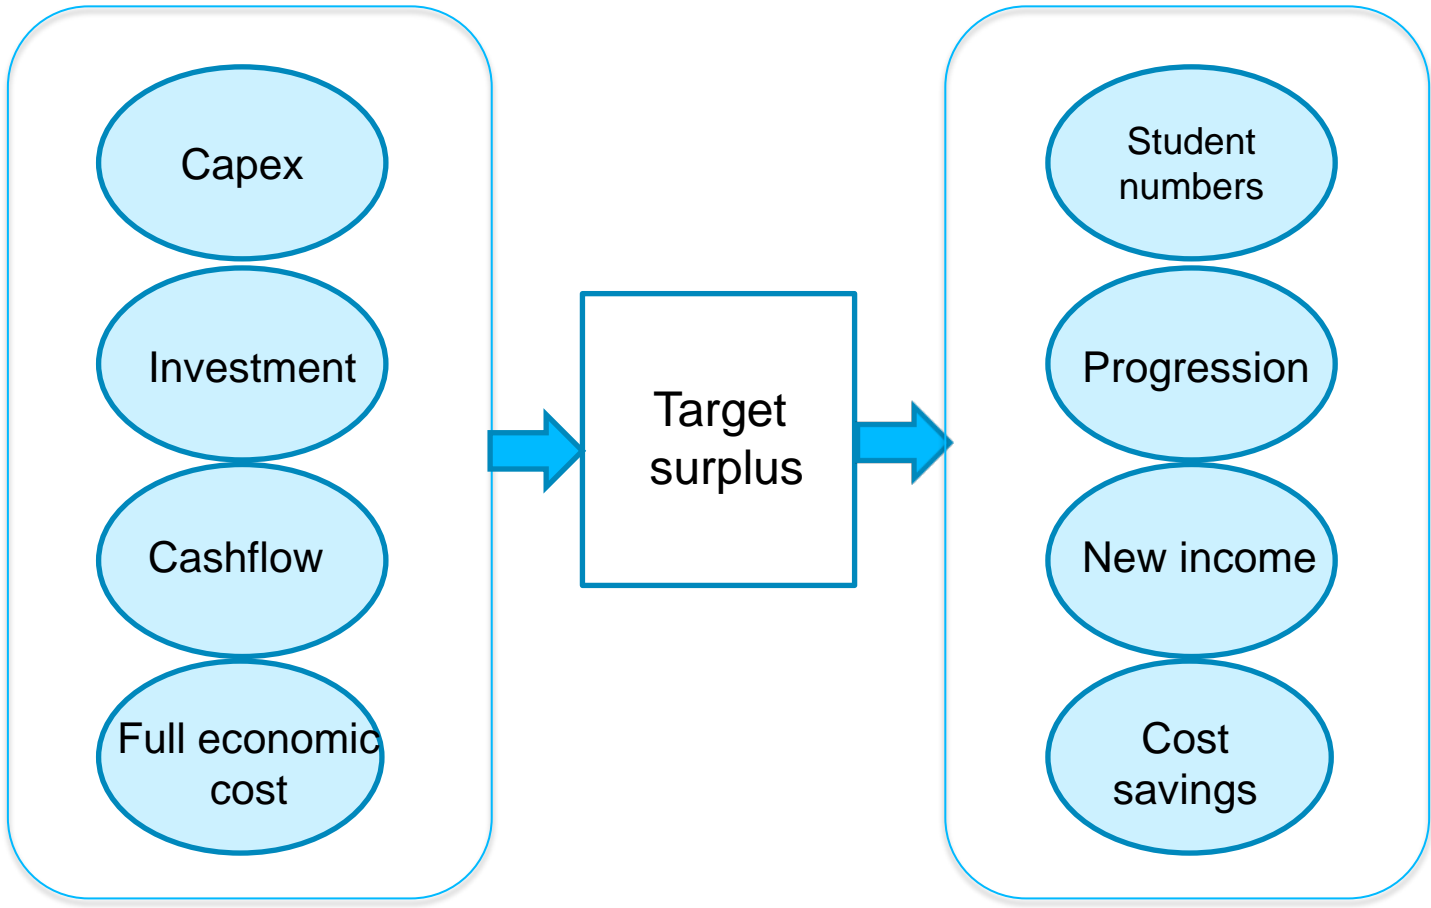 Capex
Investment
Cashflow
Full economic
cost
Target
surplus
Student
numbers
Progression
New income
Cost
savings